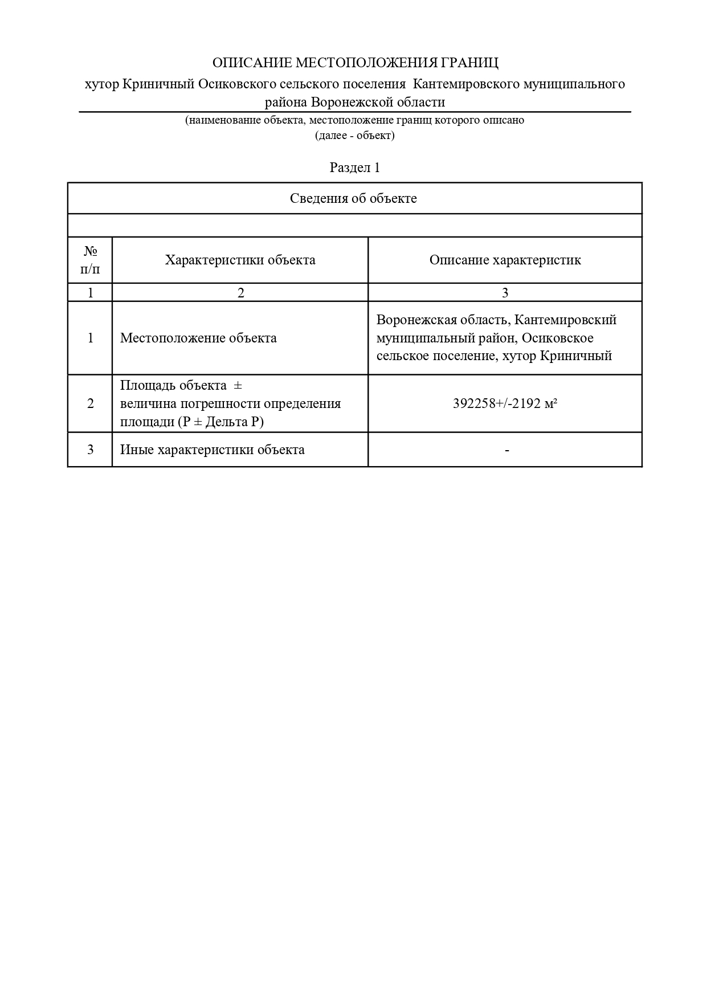 ОПИСАНИЕ МЕСТОПОЛОЖЕНИЯ ГРАНИЦ
хутор Криничный Осиковского сельского поселения  Кантемировского муниципального
района Воронежской области
(наименование объекта, местоположение границ которого описано
(далее - объект)
Раздел 1
Сведения об объекте
№
п/п
Характеристики объекта
Описание характеристик
1
2
3
1
Местоположение объекта
Воронежская область, Кантемировский
муниципальный район, Осиковское
сельское поселение, хутор Криничный
2
Площадь объекта  ±
величина погрешности определения
площади (Р ± Дельта Р)
392258+/-2192 м²
3
Иные характеристики объекта
-